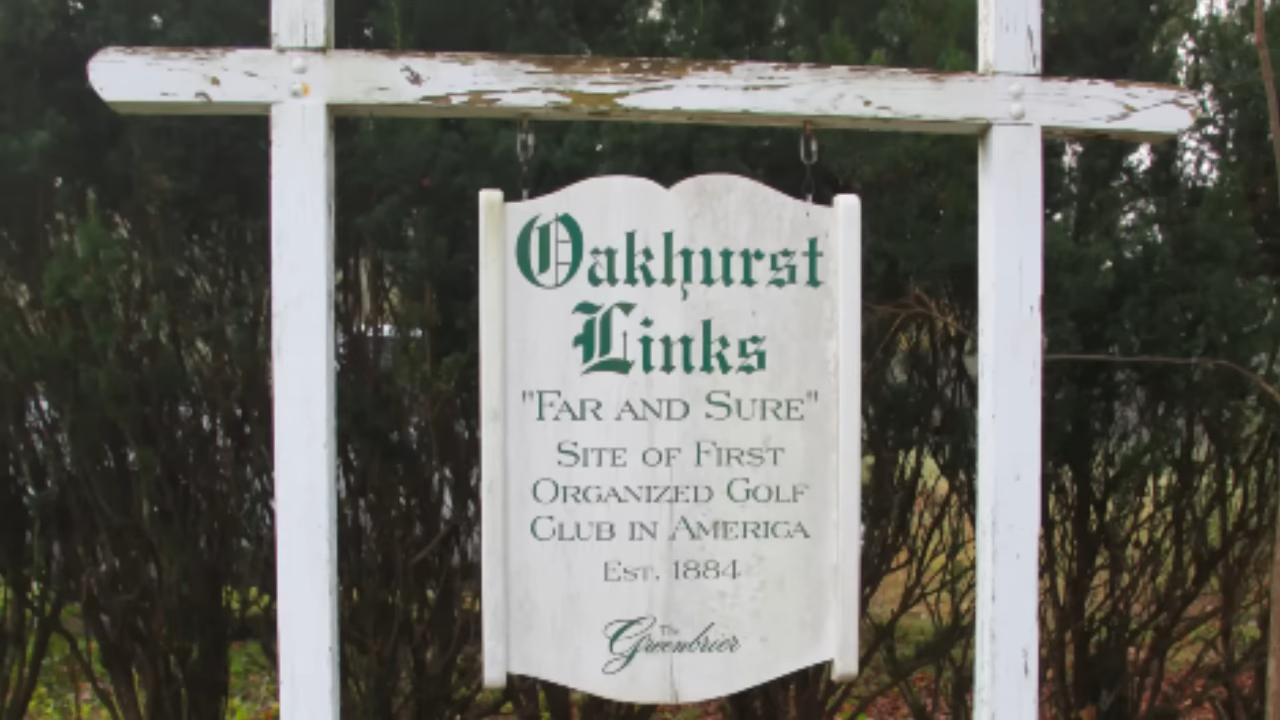 Oakhurst
Links
"FAR AND SURE"
SITE OF FIRST
ORGANIZED GOLF
CLUB IN AMERICA
EST. 1884
The
Greenbrier